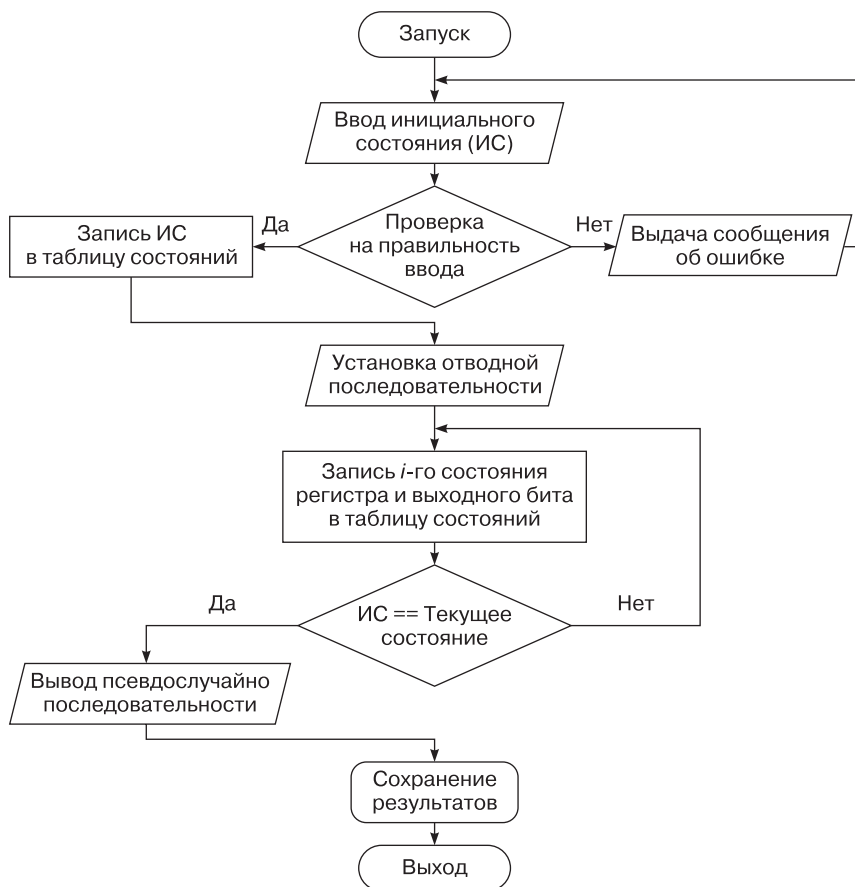 Запуск
Ввод инициального
состояния (ИС)
Проверка
на правильность
ввода
Да
Нет
Запись ИС
в таблицу состояний
Выдача сообщения
об ошибке
Установка отводной
последовательности
Запись i-го состояния
регистра и выходного бита
в таблицу состояний
ИС == Текущее
состояние
Да
Нет
Вывод псевдослучайно
последовательности
Сохранение
результатов
Выход